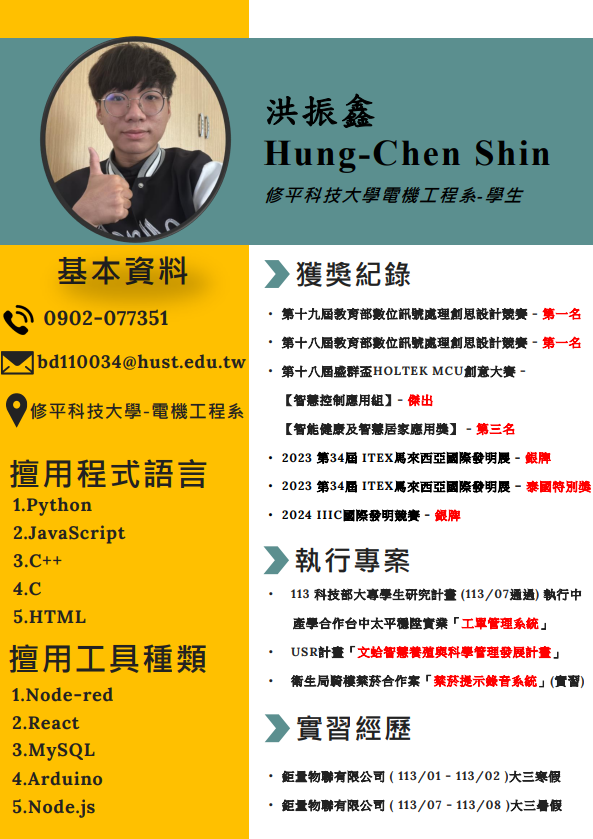 洪振鑫
Hung-Chen Shin
修平科技大學電機工程系-學生
基本資料
0902-077351
bd110034@hust.edu.tw
修平科技大學-電機工程系
擅用程式語言
1.Python
2.JavaScript
3.C++
4.C
5.HTML
擅用工具種類
1.Node-red
2.React
3.MySQL
4.Arduino
5.Node.js
獲獎紀錄
· 第十九屆教育部數位訊號處理創思設計競賽 - 第一名
· 第十八屆教育部數位訊號處理創思設計競賽 - 第一名
· 第十八屆盛群盃HOLTEK MCU創意大賽 -
【智慧控制應用組】- 傑出
【智能健康及智慧居家應用獎】 - 第三名
· 2023 第34屆 ITEX馬來西亞國際發明展 - 銀牌
· 2023 第34屆 ITEX馬來西亞國際發明展 - 泰國特別獎
· 2024 IIIC國際發明競賽 - 銀牌
執行專案
· 113 科技部大專學生研究計畫 (113/07通過) 執行中
產學合作台中太平穩陞實業「工單管理系統」
· USR計畫「文蛤智慧養殖與科學管理發展計畫」
· 衛生局騎樓禁菸合作案「禁菸提示錄音系統」(實習)
實習經歷
· 鉅量物聯有限公司 ( 113/01 - 113/02 )大三寒假
· 鉅量物聯有限公司 ( 113/07 - 113/08 )大三暑假